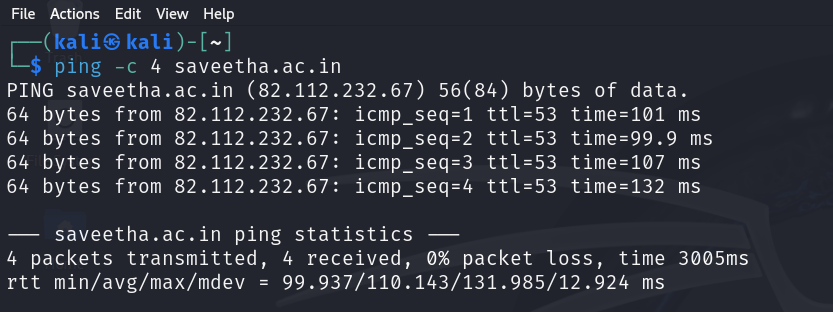 File Actions Edit View Help
┌──(kali㉿kali)-[~]
└─$ ping -c 4 saveetha.ac.in
PING saveetha.ac.in (82.112.232.67) 56(84) bytes of data.
64 bytes from 82.112.232.67: icmp_seq=1 ttl=53 time=101 ms
64 bytes from 82.112.232.67: icmp_seq=2 ttl=53 time=99.9 ms
64 bytes from 82.112.232.67: icmp_seq=3 ttl=53 time=107 ms
64 bytes from 82.112.232.67: icmp_seq=4 ttl=53 time=132 ms
--- saveetha.ac.in ping statistics ---
4 packets transmitted, 4 received, 0% packet loss, time 3005ms
rtt min/avg/max/mdev = 99.937/110.143/131.985/12.924 ms